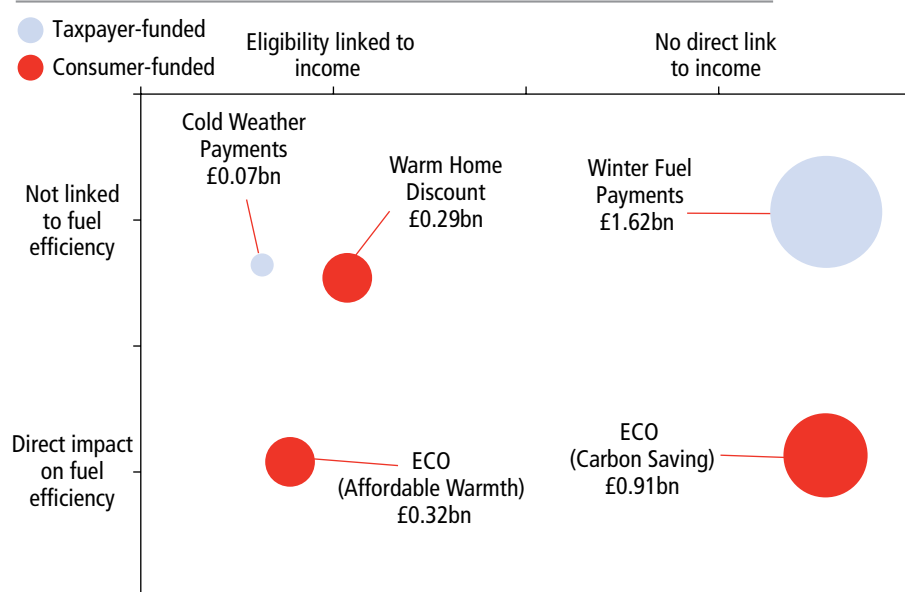 Taxpayer-funded
Consumer-funded
Eligibility linked to
income
No direct link
to income
Cold Weather
Payments
£0.07bn
Warm Home
Discount
£0.29bn
Winter Fuel
Payments
£1.62bn
Not linked
to fuel
efficiency
Direct impact
on fuel
efficiency
ECO
(Affordable Warmth)
£0.32bn
ECO
(Carbon Saving)
£0.91bn